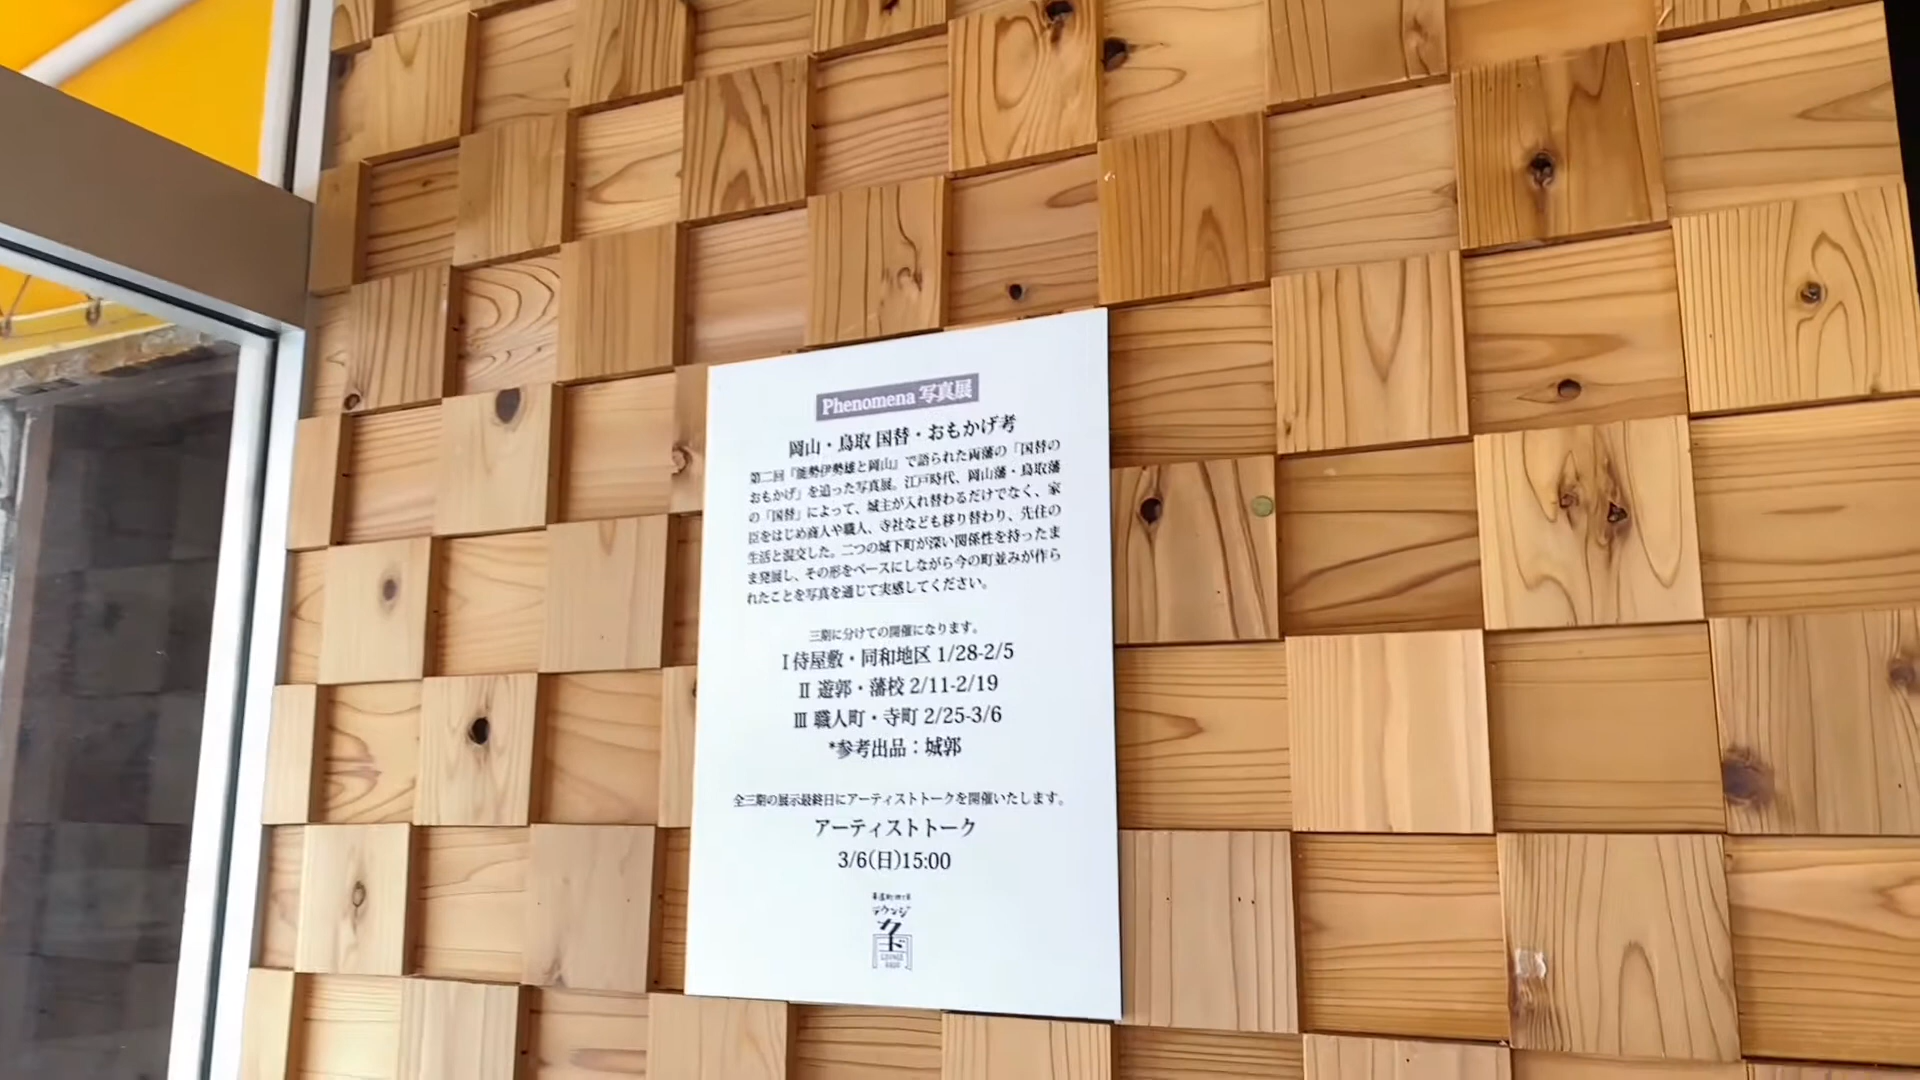 Phenomena 写真展
岡山・鳥取 国替・おもかげ考
第二回『能勢伊勢雄と岡山』で語られた両藩の「国替の
おもかげ」を追った写真展。江戸時代、岡山藩・鳥取藩
の「国替」によって、城主が入れ替わるだけでなく、家
臣をはじめ商人や職人、寺社なども移り替わり、先住の
生活と混交した。二つの城下町が深い関係性を持ったま
ま発展し、その形をベースにしながら今の町並みが作ら
れたことを写真を通じて実感してください。
三期に分けての開催になります。
Ⅰ 侍屋敷・同和地区 1/28-2/5
Ⅱ 遊郭・藩校 2/11-2/19
Ⅲ 職人町・寺町 2/25-3/6
*参考出品：城郭
全三期の展示最終日にアーティストトークを開催いたします。
アーティストトーク
3/6(日)15:00
ラウンジ
LOUNGE